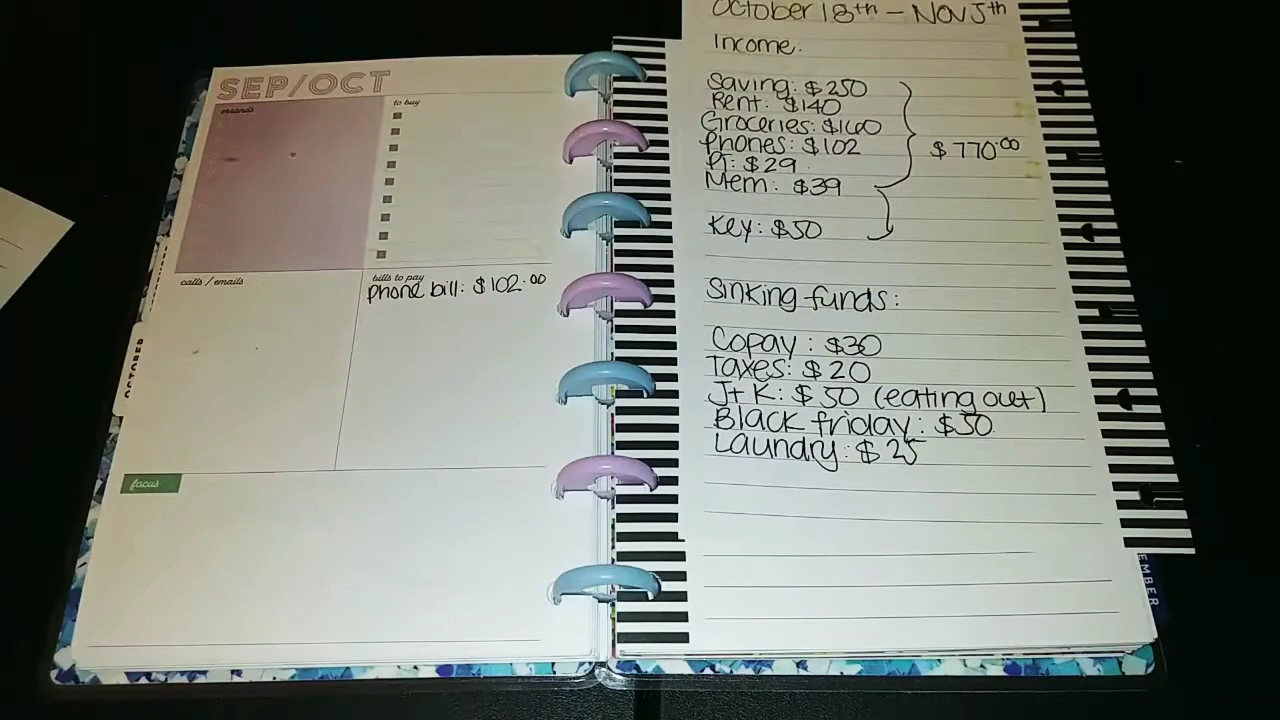 SEP/OCT
errands
to buy
calls / emails
bills to pay
phone bill: $102.00
focus
OCTOBER
October 18th - Nov 5th
Income:
Saving: $250
Rent: $140
Groceries: $160
Phones: $102
PJ: $29
Mem: $39
$770.00
Key: $50
Sinking funds:
Copay: $30
Taxes: $20
J+K: $50 (eating out)
Black friday: $50
Laundry: $25
EMBER